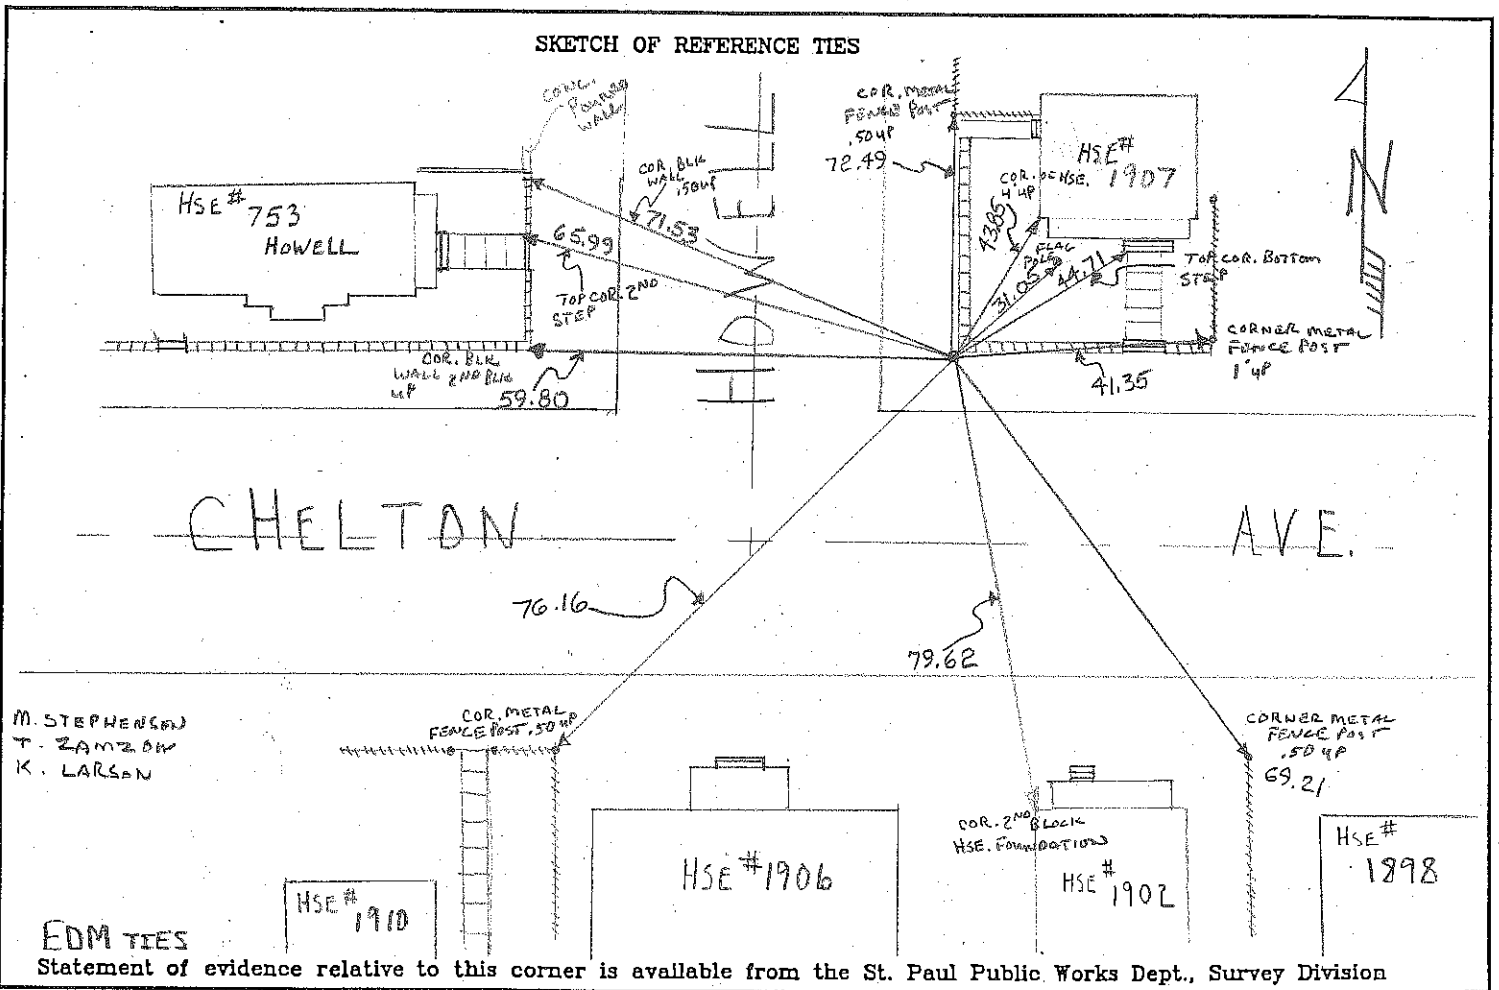 SKETCH OF REFERENCE TIES
CONC.
POURED
WALL
COR. METAL
FENCE POST
.50 UP
72.49
HSE#
1907
COR. OF HSE.
4' UP
43.85
COR. BLK
WALL
.50 UP
71.53
HSE # 753
HOWELL
65.99
TOP COR. 2ND
STEP
FLAG
POLE
31.05
44.71
TOP COR. BOTTOM
STEP
N
HOWELL
CORNER METAL
FENCE POST
1' UP
41.35
COR. BLK
WALL 2ND BLK
UP
59.80
CHELTON AVE.
76.16
79.62
M. STEPHENSON
T. ZAMZOW
K. LARSON
COR. METAL
FENCE POST .50 UP
CORNER METAL
FENCE POST
.50 UP
69.21
COR. 2ND BLOCK
HSE. FOUNDATION
HSE # 1910
HSE # 1906
HSE # 1902
HSE #
1898
EDM TIES
Statement of evidence relative to this corner is available from the St. Paul Public Works Dept., Survey Division